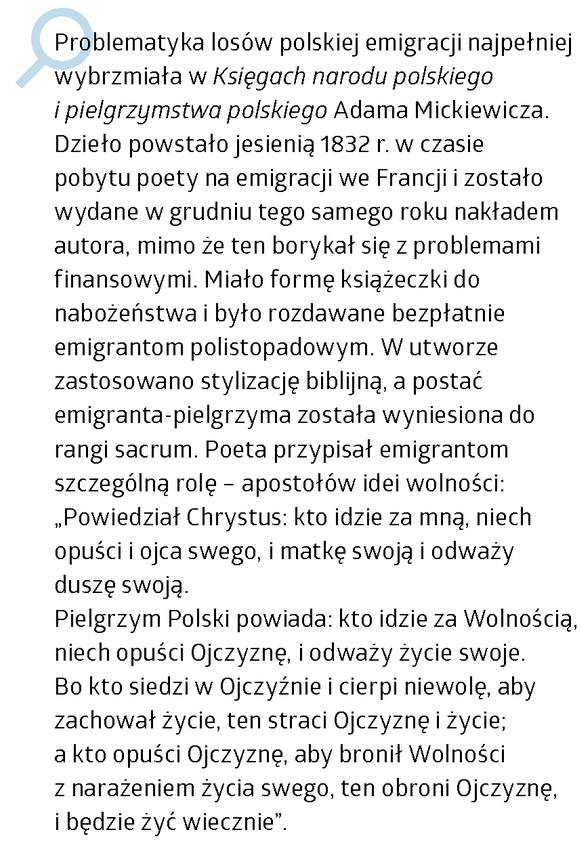 Problematyka losów polskiej emigracji najpełniej
wybrzmiała w Księgach narodu polskiego
i pielgrzymstwa polskiego Adama Mickiewicza.
Dzieło powstało jesienią 1832 r. w czasie
pobytu poety na emigracji we Francji i zostało
wydane w grudniu tego samego roku nakładem
autora, mimo że ten borykał się z problemami
finansowymi. Miało formę książeczki do
nabożeństwa i było rozdawane bezpłatnie
emigrantom polistopadowym. W utworze
zastosowano stylizację biblijną, a postać
emigranta-pielgrzyma została wyniesiona do
rangi sacrum. Poeta przypisał emigrantom
szczególną rolę – apostołów idei wolności:
„Powiedział Chrystus: kto idzie za mną, niech
opuści i ojca swego, i matkę swoją i odważy
duszę swoją.
Pielgrzym Polski powiada: kto idzie za Wolnością,
niech opuści Ojczyznę, i odważy życie swoje.
Bo kto siedzi w Ojczyźnie i cierpi niewolę, aby
zachował życie, ten straci Ojczyznę i życie;
a kto opuści Ojczyznę, aby bronił Wolności
z narażeniem życia swego, ten obroni Ojczyznę,
i będzie żyć wiecznie”.